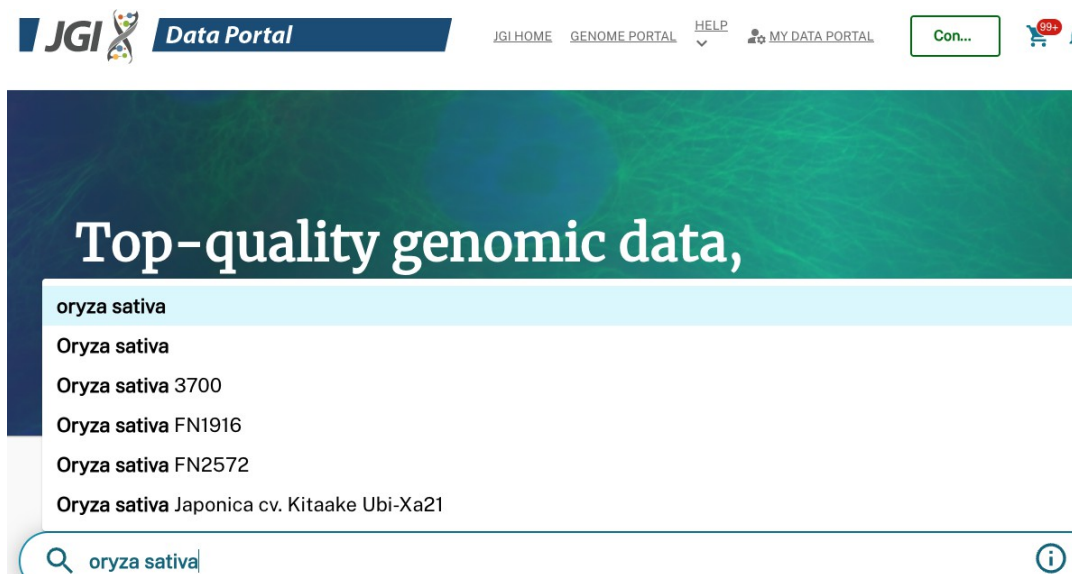 JGI Data Portal
JGI HOME GENOME PORTAL HELP MY DATA PORTAL Con... 99+
Top-quality genomic data,
oryza sativa
Oryza sativa
Oryza sativa 3700
Oryza sativa FN1916
Oryza sativa FN2572
Oryza sativa Japonica cv. Kitaake Ubi-Xa21
oryza sativa